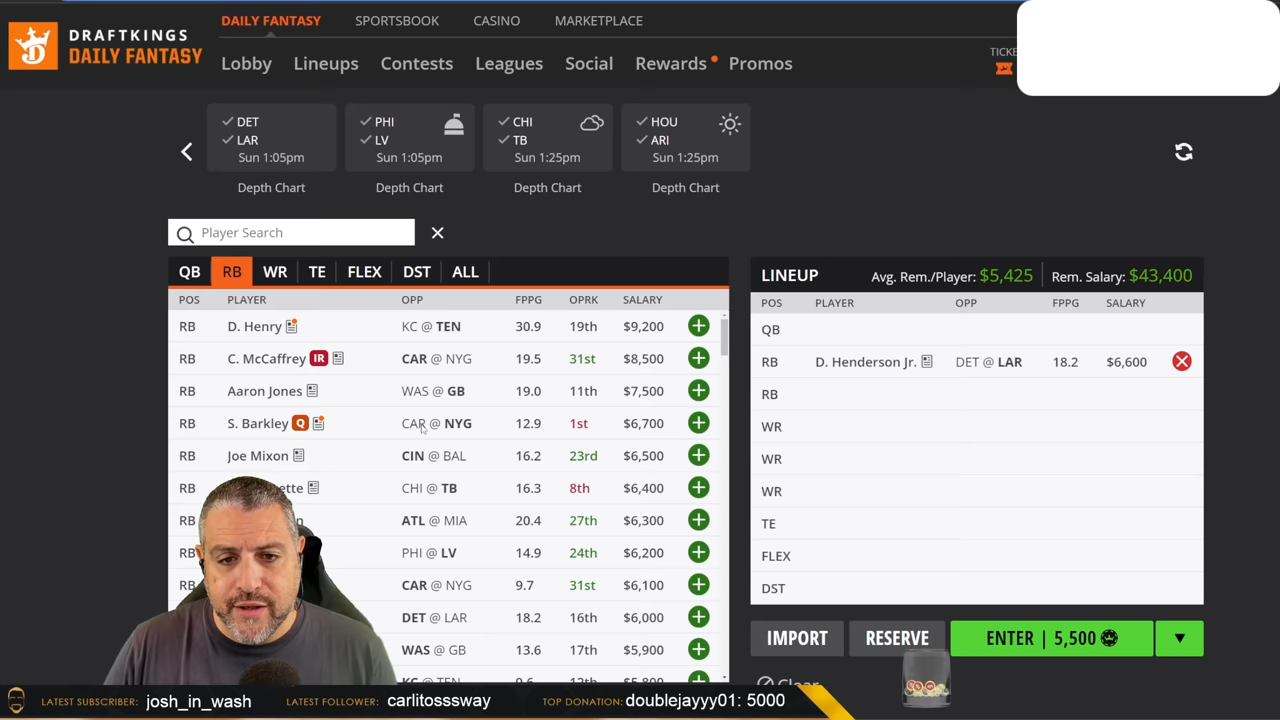 DAILY FANTASY SPORTSBOOK CASINO MARKETPLACE
DRAFTKINGS
DAILY FANTASY
Lobby Lineups Contests Leagues Social Rewards Promos
TICKE
DET
LAR
Sun 1:05pm
Depth Chart
PHI
LV
Sun 1:05pm
Depth Chart
CHI
TB
Sun 1:25pm
Depth Chart
HOU
ARI
Sun 1:25pm
Depth Chart
Player Search
QB RB WR TE FLEX DST ALL
POS PLAYER OPP FPPG OPRK SALARY
RB D. Henry KC @ TEN 30.9 19th $9,200
RB C. McCaffrey IR CAR @ NYG 19.5 31st $8,500
RB Aaron Jones WAS @ GB 19.0 11th $7,500
RB S. Barkley Q CAR @ NYG 12.9 1st $6,700
RB Joe Mixon CIN @ BAL 16.2 23rd $6,500
RB ette CHI @ TB 16.3 8th $6,400
RB n ATL @ MIA 20.4 27th $6,300
RB PHI @ LV 14.9 24th $6,200
RB CAR @ NYG 9.7 31st $6,100
DET @ LAR 18.2 16th $6,000
WAS @ GB 13.6 17th $5,900
LINEUP Avg. Rem./Player: $5,425 Rem. Salary: $43,400
POS PLAYER OPP FPPG SALARY
QB
RB D. Henderson Jr. DET @ LAR 18.2 $6,600
RB
WR
WR
WR
TE
FLEX
DST
IMPORT RESERVE ENTER | 5,500
Clear
LATEST SUBSCRIBER: josh_in_wash LATEST FOLLOWER: carlitosssway TOP DONATION: doublejayyy01: 5000